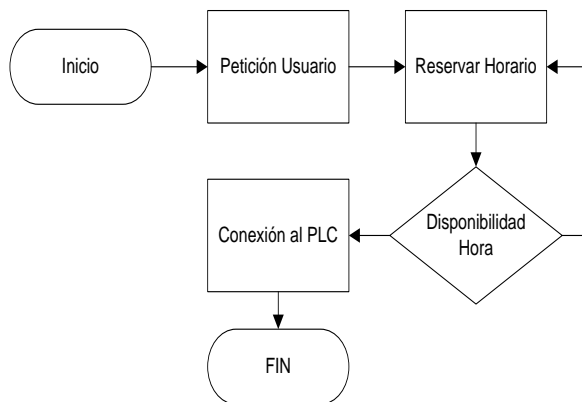 Inicio
Petición Usuario
Reservar Horario
Disponibilidad
Hora
Conexión al PLC
FIN